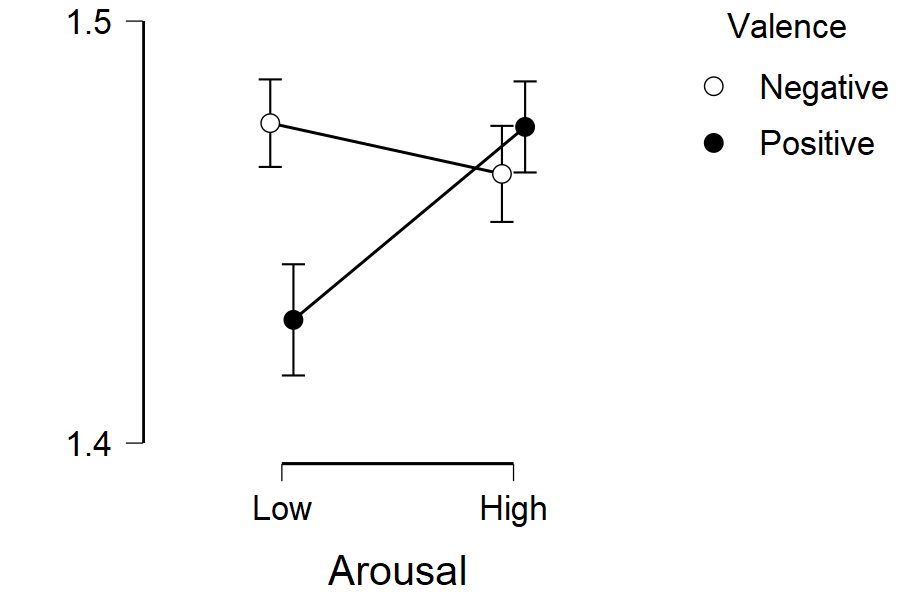 1.5
1.4
Low
High
Arousal
Valence
Negative
Positive